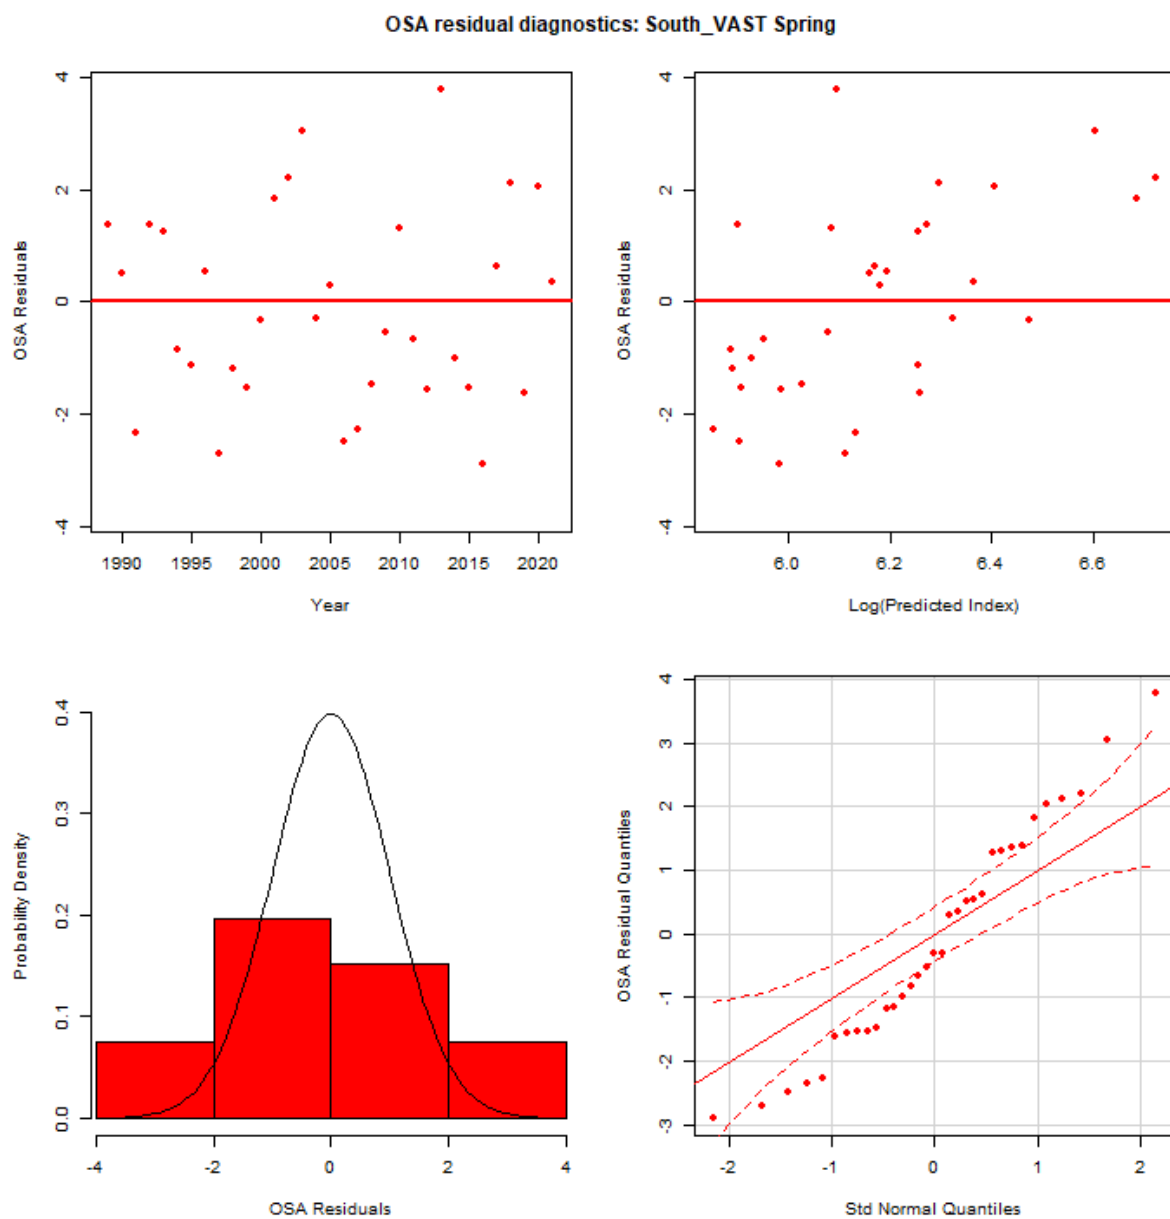 OSA residual diagnostics: South_VAST Spring
4
2
0
-2
-4
OSA Residuals
1990 1995 2000 2005 2010 2015 2020
Year
4
2
0
-2
-4
OSA Residuals
6.0 6.2 6.4 6.6
Log(Predicted Index)
0.4
0.3
0.2
0.1
0.0
Probability Density
-4 -2 0 2 4
OSA Residuals
4
3
2
1
0
-1
-2
-3
OSA Residual Quantiles
-2 -1 0 1 2
Std Normal Quantiles